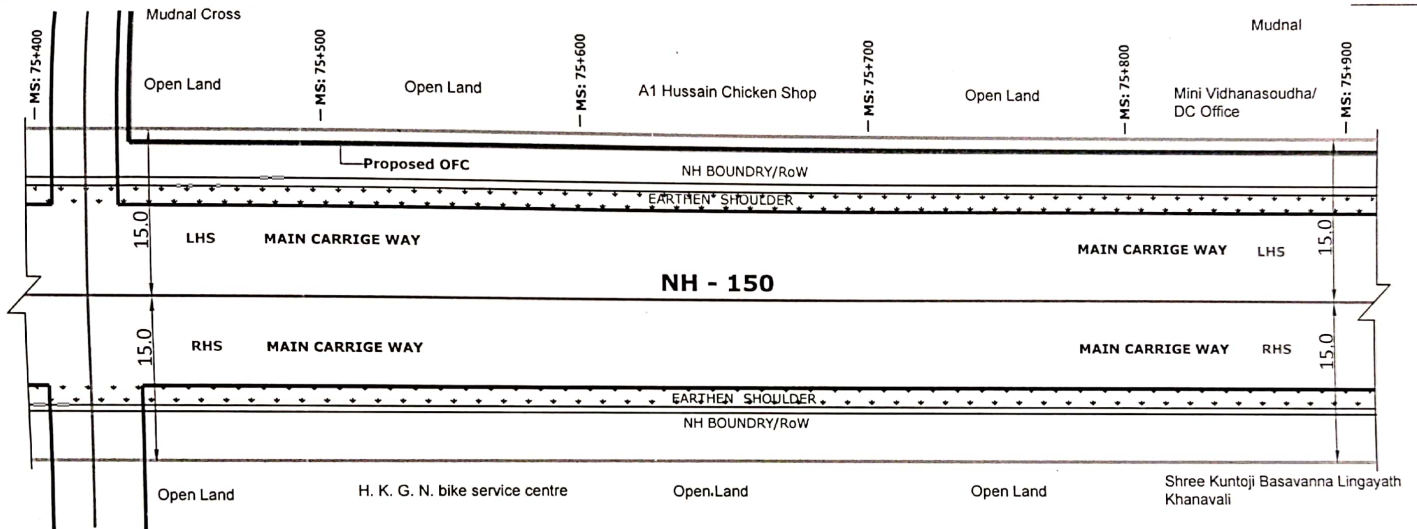 Mudnal Cross
Mudnal
MS: 75+400
MS: 75+500
MS: 75+600
MS: 75+700
MS: 75+800
MS: 75+900
Open Land
Open Land
A1 Hussain Chicken Shop
Open Land
Mini Vidhanasoudha/
DC Office
Proposed OFC
NH BOUNDRY/RoW
EARTHEN SHOULDER
15.0
LHS
MAIN CARRIGE WAY
MAIN CARRIGE WAY
LHS
15.0
NH - 150
15.0
RHS
MAIN CARRIGE WAY
MAIN CARRIGE WAY
RHS
15.0
EARTHEN SHOULDER
NH BOUNDRY/RoW
Open Land
H. K. G. N. bike service centre
Open Land
Open Land
Shree Kuntoji Basavanna Lingayath
Khanavali